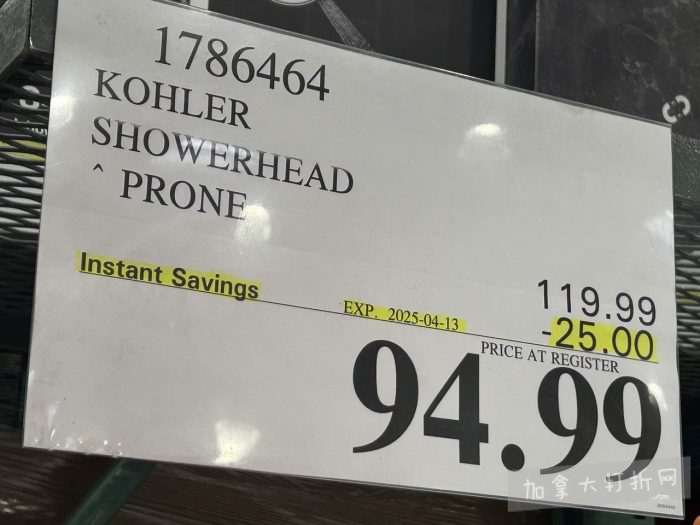 1786464
KOHLER
SHOWERHEAD
^ PRONE
Instant Savings
EXP. 2025-04-13
119.99
-25.00
PRICE AT REGISTER
94.99
加拿大打折网